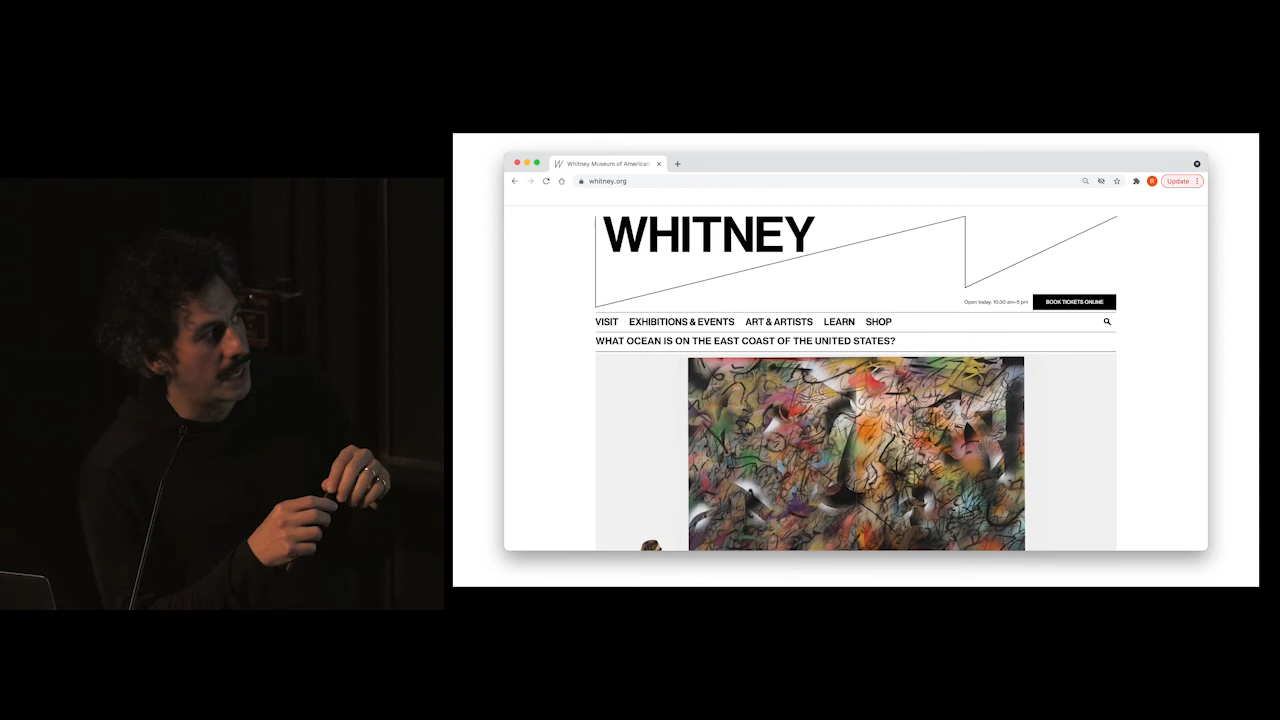 Whitney Museum of American
whitney.org
Update
WHITNEY
Open today: 10:30 am–6 pm
BOOK TICKETS ONLINE
VISIT EXHIBITIONS & EVENTS ART & ARTISTS LEARN SHOP
WHAT OCEAN IS ON THE EAST COAST OF THE UNITED STATES?